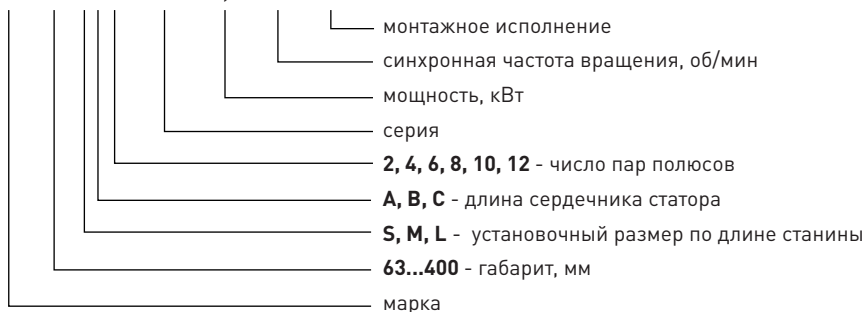 монтажное исполнение
синхронная частота вращения, об/мин
мощность, кВт
серия
2, 4, 6, 8, 10, 12 - число пар полюсов
A, B, C - длина сердечника статора
S, M, L - установочный размер по длине станины
63...400 - габарит, мм
марка